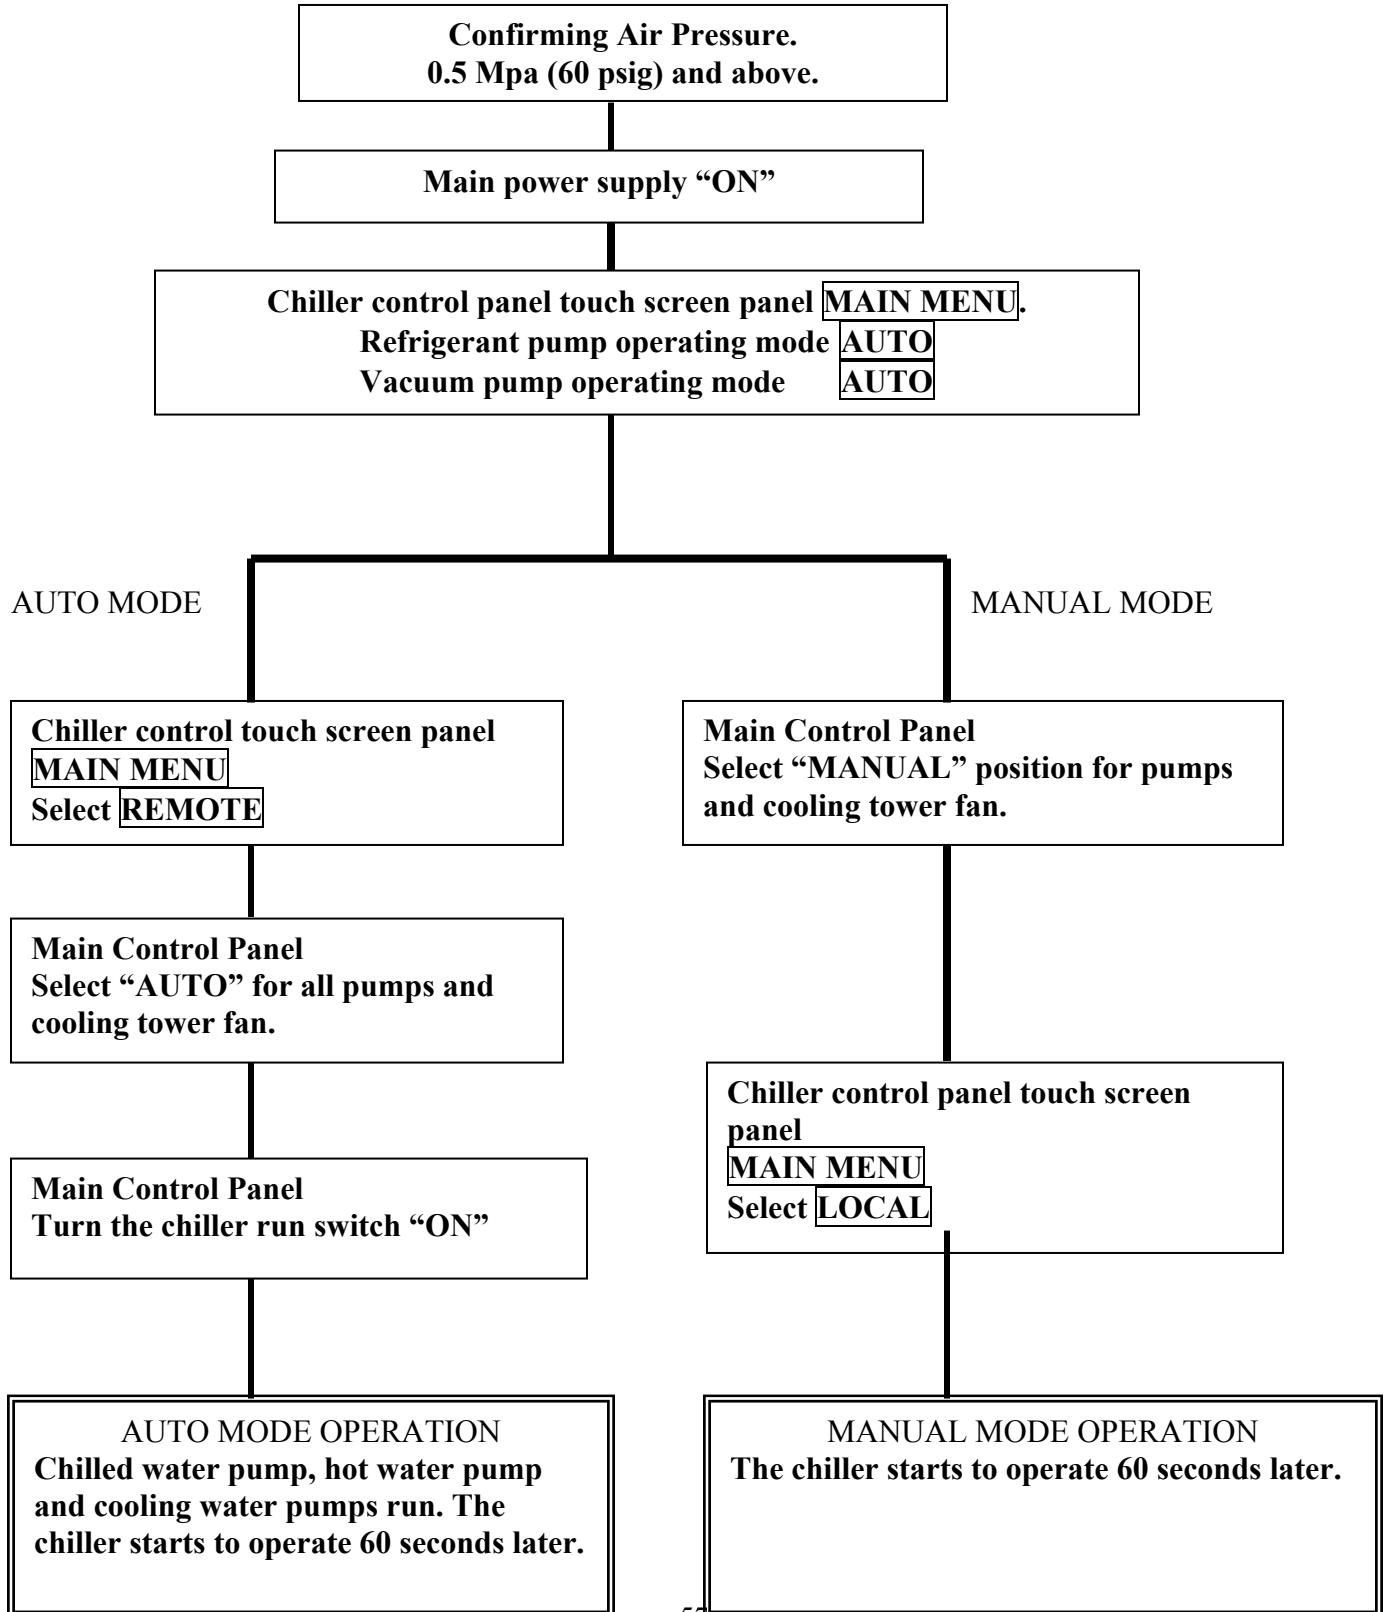 Confirming Air Pressure.
0.5 Mpa (60 psig) and above.
Main power supply “ON”
Chiller control panel touch screen panel MAIN MENU.
Refrigerant pump operating mode AUTO
Vacuum pump operating mode AUTO
AUTO MODE
Chiller control touch screen panel
MAIN MENU
Select REMOTE
Main Control Panel
Select “AUTO” for all pumps and
cooling tower fan.
Main Control Panel
Turn the chiller run switch “ON”
AUTO MODE OPERATION
Chilled water pump, hot water pump
and cooling water pumps run. The
chiller starts to operate 60 seconds later.
MANUAL MODE
Main Control Panel
Select “MANUAL” position for pumps
and cooling tower fan.
Chiller control panel touch screen
panel
MAIN MENU
Select LOCAL
MANUAL MODE OPERATION
The chiller starts to operate 60 seconds later.